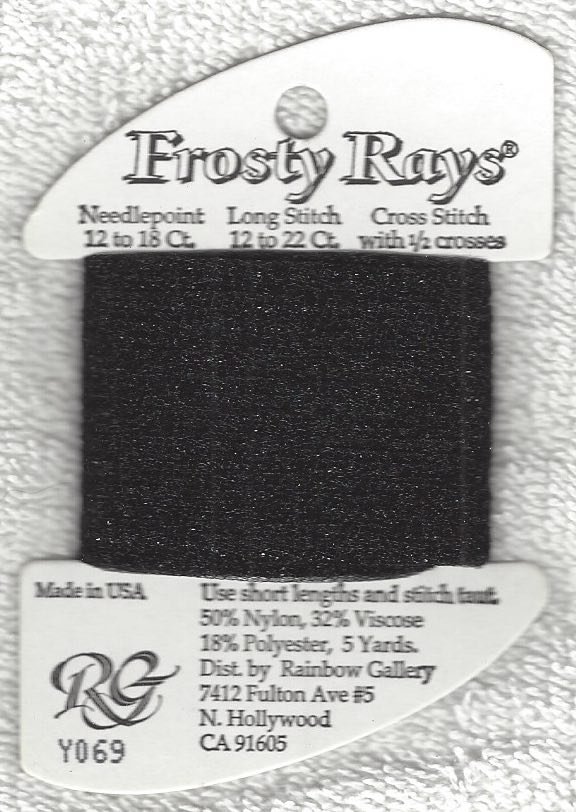 Frosty Rays®
Needlepoint Long Stitch Cross Stitch
12 to 18 Ct. 12 to 22 Ct. with 1/2 crosses
Made in USA
Use short lengths and stitch taut.
50% Nylon, 32% Viscose
18% Polyester, 5 Yards.
Dist. by Rainbow Gallery
7412 Fulton Ave #5
N. Hollywood
CA 91605
RG
Y069